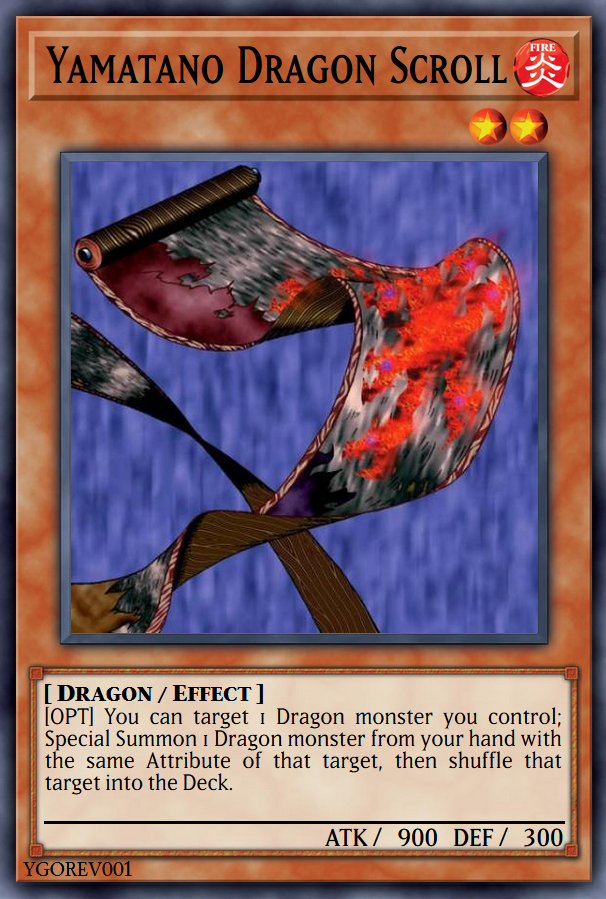 YAMATANO DRAGON SCROLL
FIRE
炎
[ DRAGON / EFFECT ]
[OPT] You can target 1 Dragon monster you control;
Special Summon 1 Dragon monster from your hand with
the same Attribute of that target, then shuffle that
target into the Deck.
ATK / 900 DEF / 300
YGOREV001